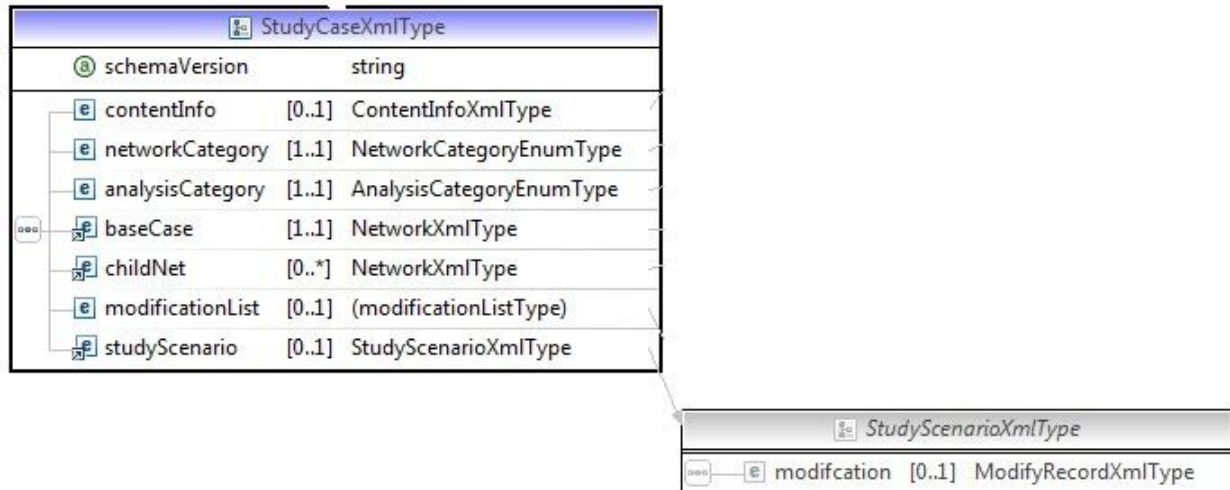 StudyCaseXmlType
a schemaVersion string
e contentInfo [0..1] ContentInfoXmlType
e networkCategory [1..1] NetworkCategoryEnumType
e analysisCategory [1..1] AnalysisCategoryEnumType
e baseCase [1..1] NetworkXmlType
e childNet [0..*] NetworkXmlType
e modificationList [0..1] (modificationListType)
e studyScenario [0..1] StudyScenarioXmlType
StudyScenarioXmlType
e modifcation [0..1] ModifyRecordXmlType